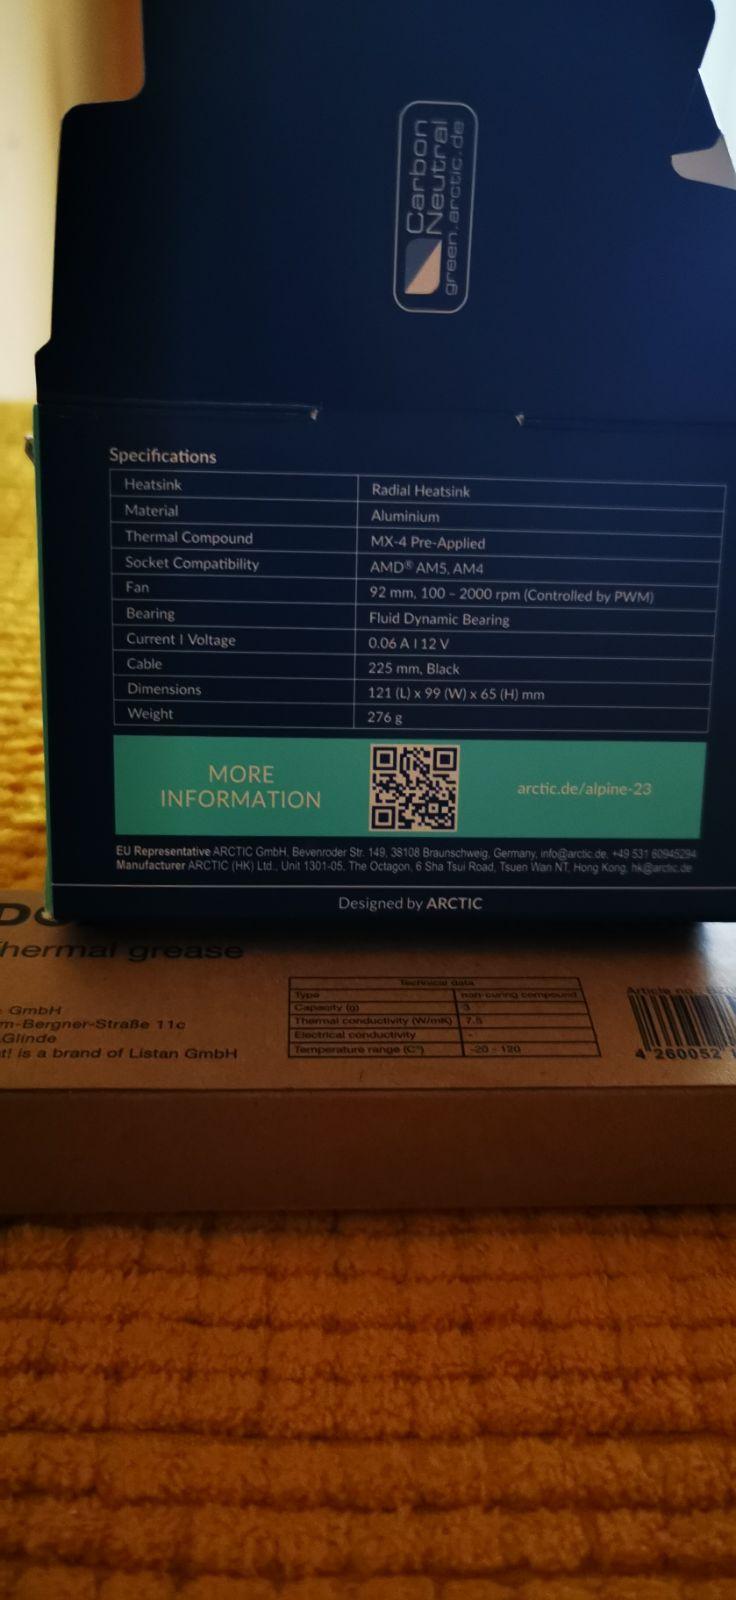 Carbon
Neutral
green.arctic.de
Specifications
Heatsink Radial Heatsink
Material Aluminium
Thermal Compound MX-4 Pre-Applied
Socket Compatibility AMD® AM5, AM4
Fan 92 mm, 100 – 2000 rpm (Controlled by PWM)
Bearing Fluid Dynamic Bearing
Current | Voltage 0.06 A | 12 V
Cable 225 mm, Black
Dimensions 121 (L) x 99 (W) x 65 (H) mm
Weight 276 g
MORE
INFORMATION
arctic.de/alpine-23
EU Representative ARCTIC GmbH, Bevenroder Str. 149, 38108 Braunschweig, Germany, info@arctic.de, +49 531 60945294
Manufacturer ARCTIC (HK) Ltd., Unit 1301-05, The Octagon, 6 Sha Tsui Road, Tsuen Wan NT, Hong Kong, hk@arctic.de
Designed by ARCTIC
Thermal grease
GmbH
m-Bergner-Straße 11c
Glinde
t! is a brand of Listan GmbH
Technical data
Type non-curing compound
Capacity (g) 3
Thermal conductivity (W/mK) 7.5
Electrical conductivity -
Temperature range (C°) -20 - 120
Article no.:
4 260052